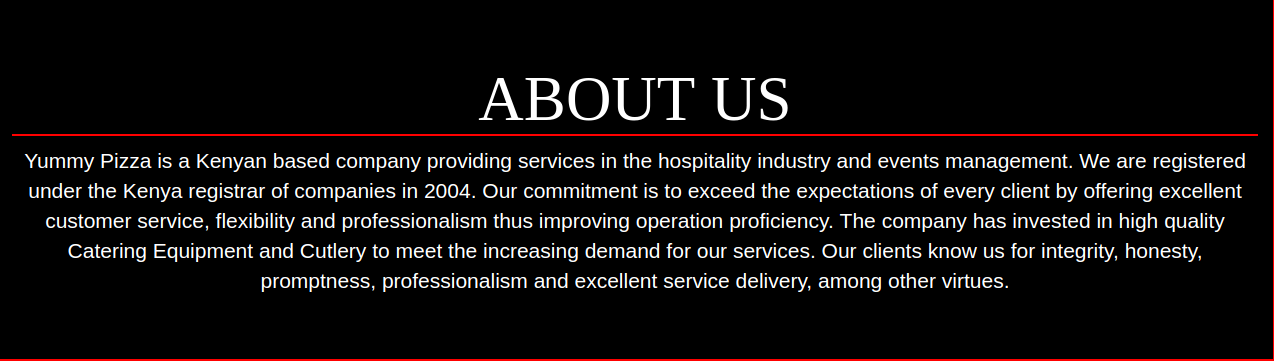 ABOUT US
Yummy Pizza is a Kenyan based company providing services in the hospitality industry and events management. We are registered
under the Kenya registrar of companies in 2004. Our commitment is to exceed the expectations of every client by offering excellent
customer service, flexibility and professionalism thus improving operation proficiency. The company has invested in high quality
Catering Equipment and Cutlery to meet the increasing demand for our services. Our clients know us for integrity, honesty,
promptness, professionalism and excellent service delivery, among other virtues.